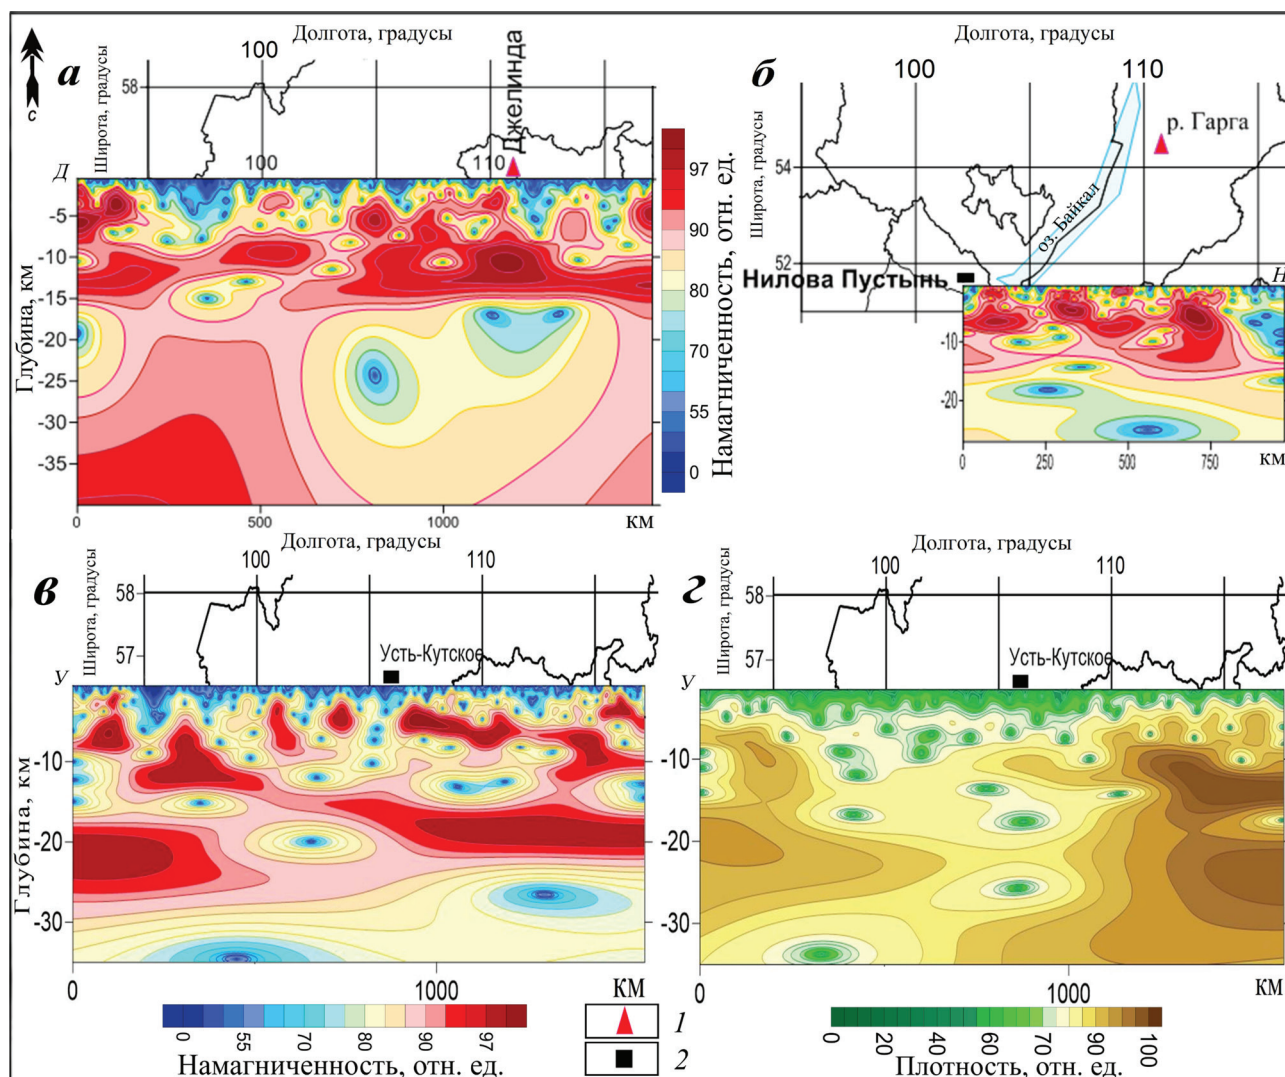 Долгота, градусы
100
а
Широта, градусы
58
с
Джелинда
100
110
Д
-5
-10
-15
-20
-25
-30
-35
Глубина, км
0
500
1000
км
97
90
80
70
55
0
Намагниченность, отн. ед.
Долгота, градусы
100
110
б
Широта, градусы
р. Гарга
54
оз. Байкал
52
Нилова Пустынь
Н
-10
-20
0
250
500
750
км
Долгота, градусы
100
110
в
Широта, градусы
58
57
Усть-Кутское
У
-10
-20
-30
Глубина, км
0
1000
км
0
55
70
80
90
97
Намагниченность, отн. ед.
1
2
Долгота, градусы
100
110
г
Широта, градусы
58
57
Усть-Кутское
У
-10
-20
-30
0
1000
км
0
20
40
60
70
90
100
Плотность, отн. ед.